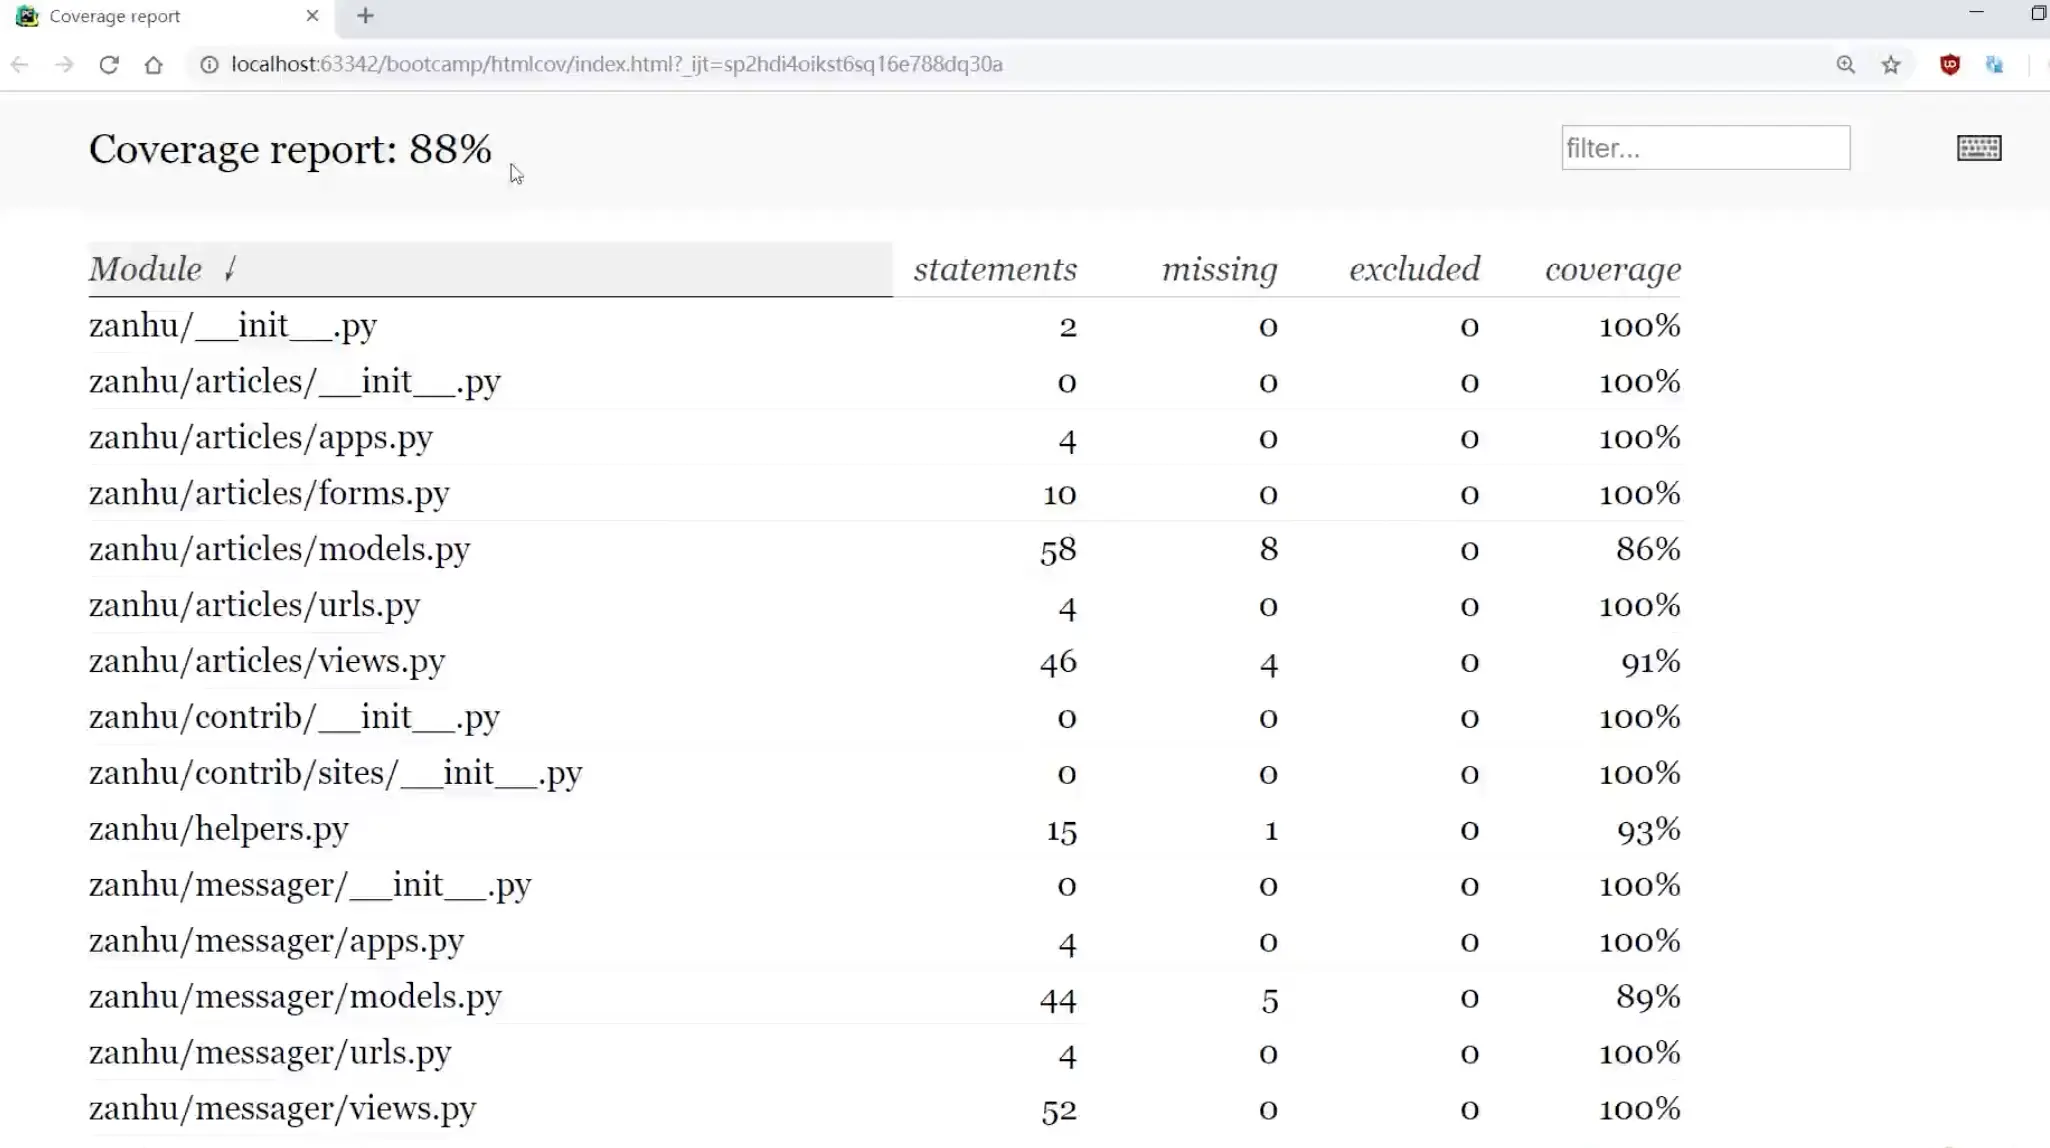 Coverage report
localhost:63342/bootcamp/htmlcov/index.html?_ijt=sp2hdi4oikst6sq16e788dq30a
Coverage report: 88%
filter...
Module ↓ statements missing excluded coverage
zanhu/__init__.py 2 0 0 100%
zanhu/articles/__init__.py 0 0 0 100%
zanhu/articles/apps.py 4 0 0 100%
zanhu/articles/forms.py 10 0 0 100%
zanhu/articles/models.py 58 8 0 86%
zanhu/articles/urls.py 4 0 0 100%
zanhu/articles/views.py 46 4 0 91%
zanhu/contrib/__init__.py 0 0 0 100%
zanhu/contrib/sites/__init__.py 0 0 0 100%
zanhu/helpers.py 15 1 0 93%
zanhu/messager/__init__.py 0 0 0 100%
zanhu/messager/apps.py 4 0 0 100%
zanhu/messager/models.py 44 5 0 89%
zanhu/messager/urls.py 4 0 0 100%
zanhu/messager/views.py 52 0 0 100%